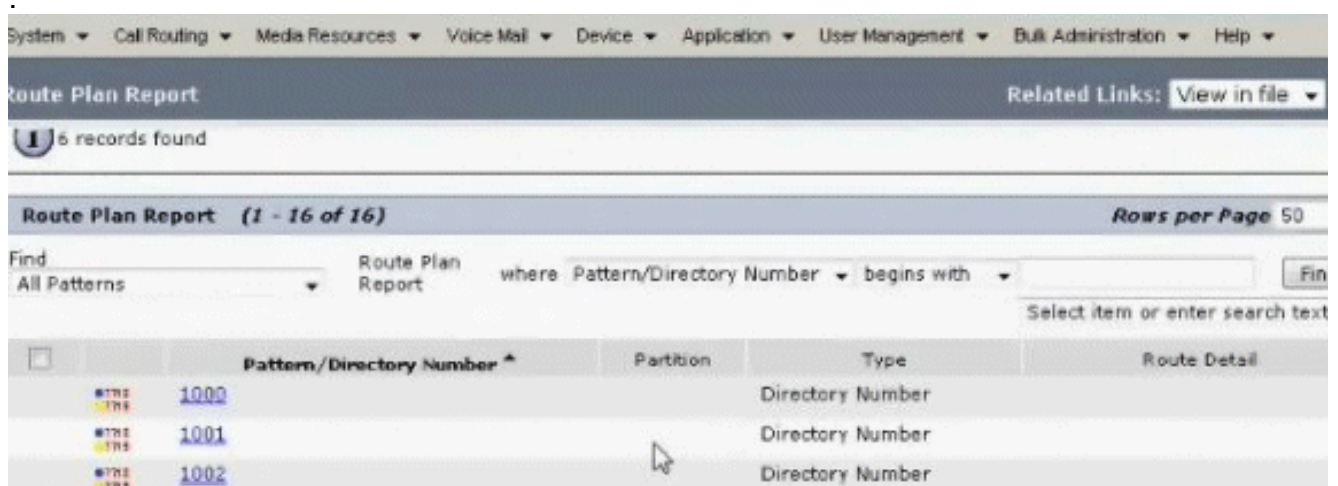 .
System Call Routing Media Resources Voice Mail Device Application User Management Bulk Administration Help
Route Plan Report Related Links: View in file
16 records found
Route Plan Report (1 - 16 of 16) Rows per Page 50
Find All Patterns Route Plan Report where Pattern/Directory Number begins with Fin
Select item or enter search text
Pattern/Directory Number Partition Type Route Detail
1000 Directory Number
1001 Directory Number
1002 Directory Number